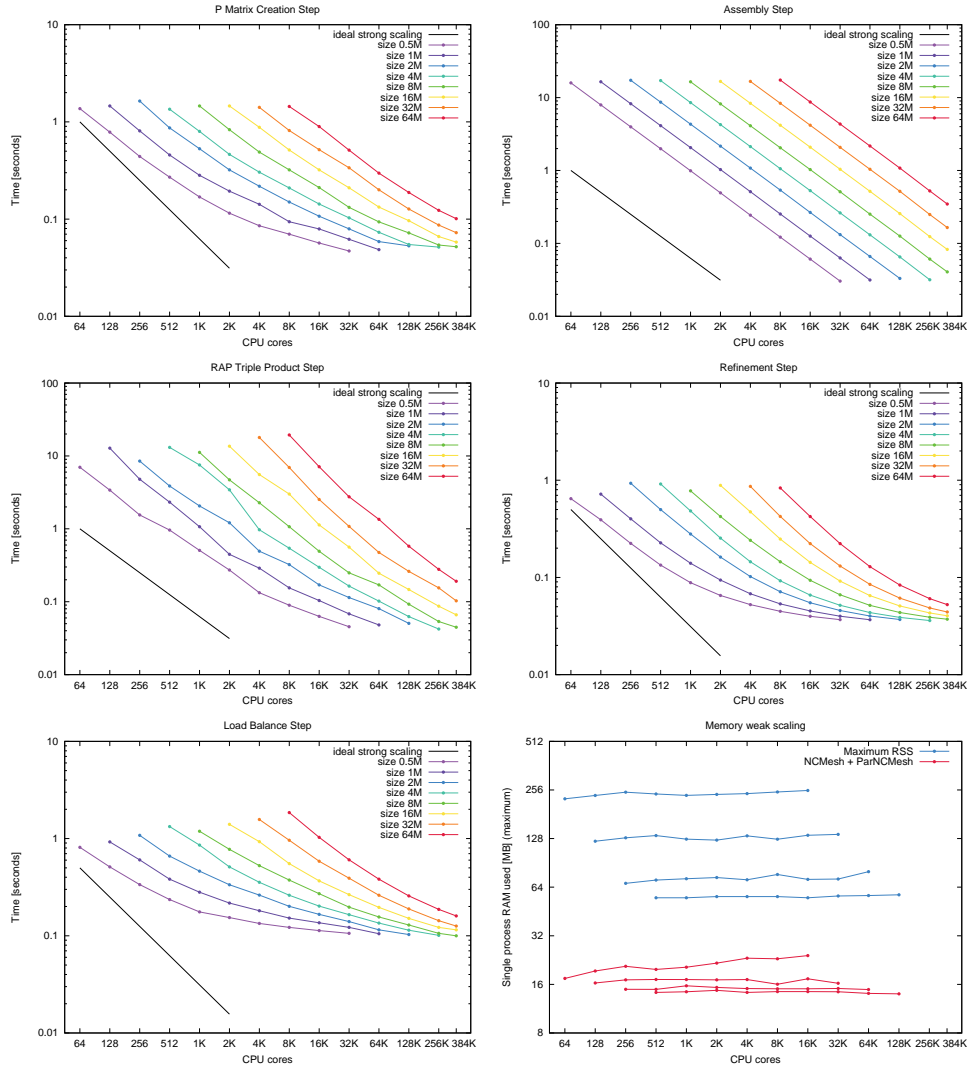 P Matrix Creation Step
Time [seconds]
10
1
0.1
0.01
ideal strong scaling
size 0.5M
size 1M
size 2M
size 4M
size 8M
size 16M
size 32M
size 64M
64 128 256 512 1K 2K 4K 8K 16K 32K 64K 128K 256K 384K
CPU cores
Assembly Step
Time [seconds]
100
10
1
0.1
0.01
ideal strong scaling
size 0.5M
size 1M
size 2M
size 4M
size 8M
size 16M
size 32M
size 64M
64 128 256 512 1K 2K 4K 8K 16K 32K 64K 128K 256K 384K
CPU cores
RAP Triple Product Step
Time [seconds]
100
10
1
0.1
0.01
ideal strong scaling
size 0.5M
size 1M
size 2M
size 4M
size 8M
size 16M
size 32M
size 64M
64 128 256 512 1K 2K 4K 8K 16K 32K 64K 128K 256K 384K
CPU cores
Refinement Step
Time [seconds]
10
1
0.1
0.01
ideal strong scaling
size 0.5M
size 1M
size 2M
size 4M
size 8M
size 16M
size 32M
size 64M
64 128 256 512 1K 2K 4K 8K 16K 32K 64K 128K 256K 384K
CPU cores
Load Balance Step
Time [seconds]
10
1
0.1
0.01
ideal strong scaling
size 0.5M
size 1M
size 2M
size 4M
size 8M
size 16M
size 32M
size 64M
64 128 256 512 1K 2K 4K 8K 16K 32K 64K 128K 256K 384K
CPU cores
Memory weak scaling
Single process RAM used [MB] (maximum)
512
256
128
64
32
16
8
Maximum RSS
NCMesh + ParNCMesh
64 128 256 512 1K 2K 4K 8K 16K 32K 64K 128K 256K 384K
CPU cores